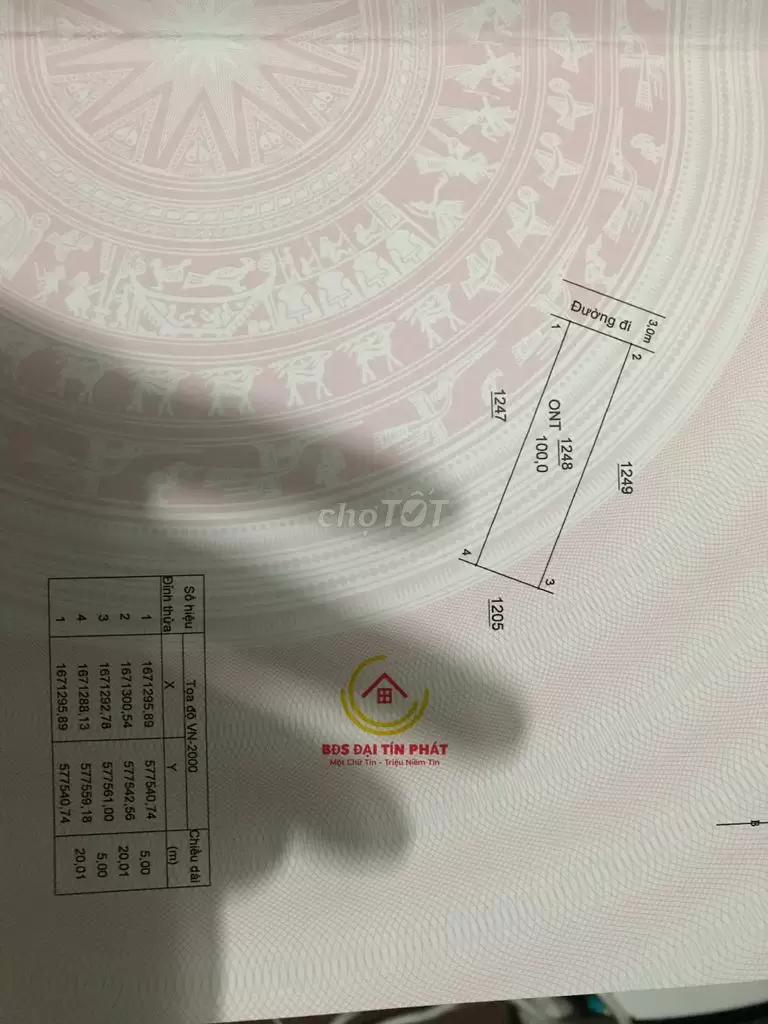 3,0m
Đường đi
1
2
1247
ONT
1248
100,0
1249
4
3
1205
chợTỐT
BĐS ĐẠI TÍN PHÁT
Một Chữ Tín - Triệu Niềm Tin
B
Số hiệu Tọa độ VN-2000 Chiều dài
Đỉnh thửa X Y (m)
1 1671295,89 577540,74 5,00
2 1671300,54 577542,56 20,01
3 1671292,78 577561,00 5,00
4 1671288,13 577559,18 20,01
1 1671295,89 577540,74